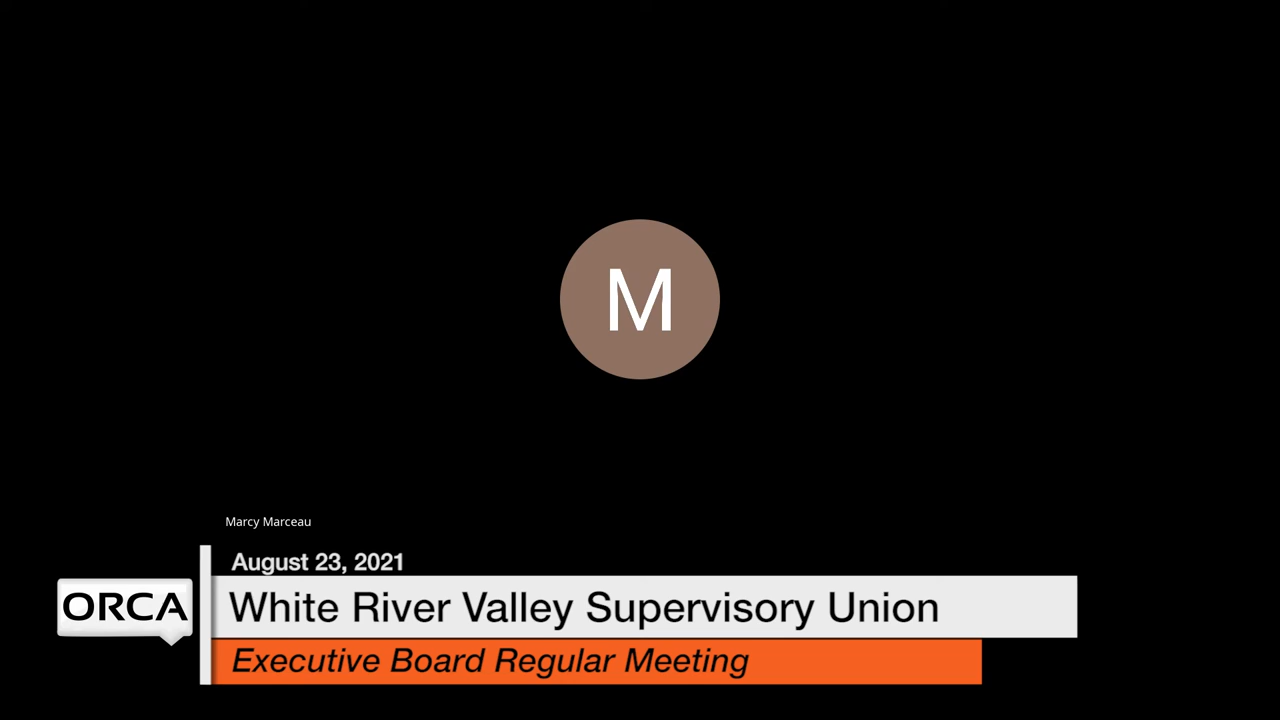 M
Marcy Marceau
August 23, 2021
ORCA
White River Valley Supervisory Union
Executive Board Regular Meeting